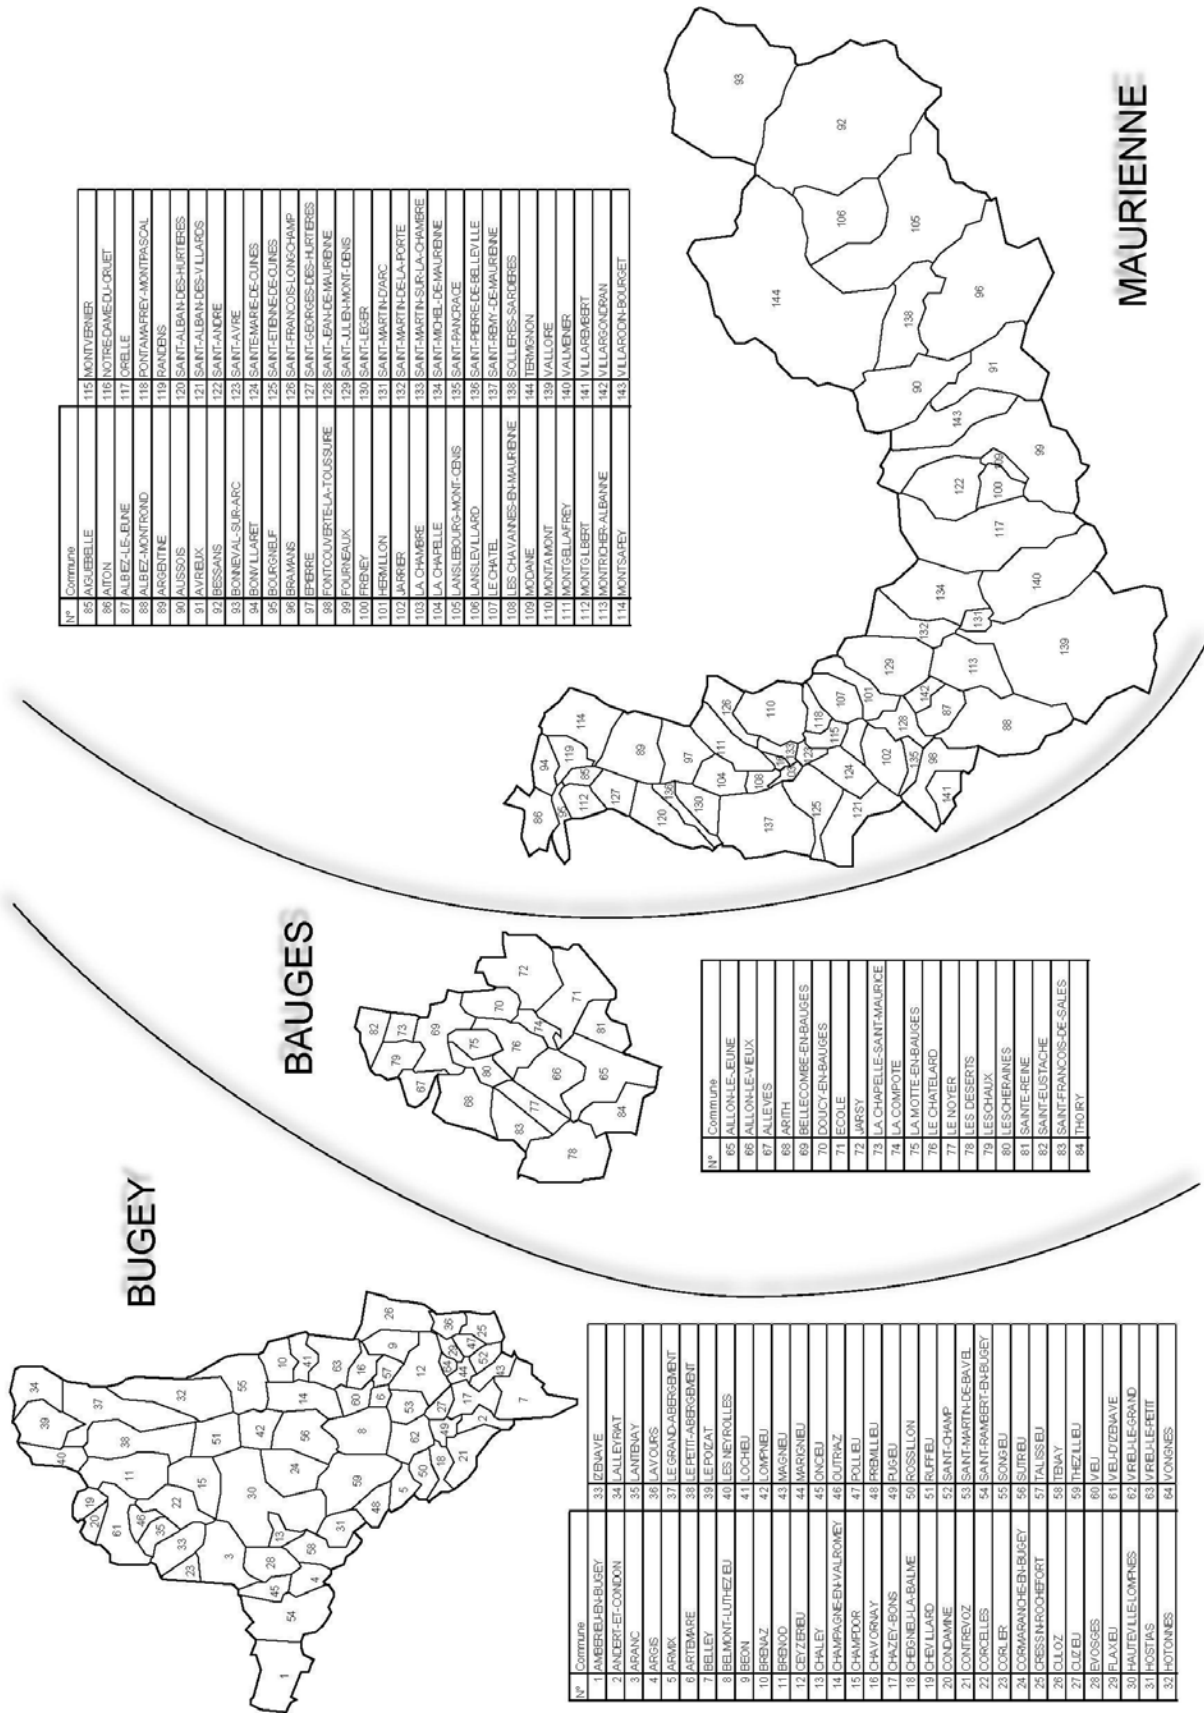 BUGEY
N° Commune
1 AMBERIEU-EN-BUGEY 33 IZENAVE
2 ANDERT-ET-CONDON 34 LALLEYRIAT
3 ARANC 35 LANTENAY
4 ARGIS 36 LAVOURS
5 ARMIX 37 LE GRAND-ABERGEMENT
6 ARTEMARE 38 LE PETIT-ABERGEMENT
7 BELLEY 39 LE POIZAT
8 BELMONT-LUTHEZIEU 40 LES NEYROLLES
9 BEON 41 LOCHIEU
10 BRENAZ 42 LOMPNIEU
11 BRENOD 43 MAGNIEU
12 CEYZERIEU 44 MARIGNIEU
13 CHALEY 45 ONCIEU
14 CHAMPAGNE-EN-VALROMEY 46 OUTRIAZ
15 CHAMPDOR 47 POLLIEU
16 CHAVORNAY 48 PREMILLIEU
17 CHAZEY-BONS 49 PUGIEU
18 CHEIGNIEU-LA-BALME 50 ROSSILLON
19 CHEVILLARD 51 RUFFIEU
20 CONDAMINE 52 SAINT-CHAMP
21 CONTREVOZ 53 SAINT-MARTIN-DE-BAVEL
22 CORCELLES 54 SAINT-RAMBERT-EN-BUGEY
23 CORLIER 55 SONGIEU
24 CORMARANCHE-EN-BUGEY 56 SUTRIEU
25 CRESSIN-ROCHEFORT 57 TALISSIEU
26 CULOZ 58 TENAY
27 CUZIEU 59 THEZILLIEU
28 EVOSGES 60 VIEU
29 FLAXIEU 61 VIEU-D'IZENAVE
30 HAUTEVILLE-LOMPNES 62 VIRIEU-LE-GRAND
31 HOSTIAS 63 VIRIEU-LE-PETIT
32 HOTONNES 64 VONGNES
BAUGES
N° Commune
65 AILLON-LE-JEUNE
66 AILLON-LE-VIEUX
67 ALLEVES
68 ARITH
69 BELLECOMBE-EN-BAUGES
70 DOUCY-EN-BAUGES
71 ECOLE
72 JARSY
73 LA CHAPELLE-SAINT-MAURICE
74 LA COMPOTE
75 LA MOTTE-EN-BAUGES
76 LE CHATELARD
77 LE NOYER
78 LES DESERTS
79 LESCHAUX
80 LESCHERAINES
81 SAINTE-REINE
82 SAINT-EUSTACHE
83 SAINT-FRANCOIS-DE-SALES
84 THOIRY
MAURIENNE
N° Commune
85 AIGUEBELLE 115 MONTVERNIER
86 AITON 116 NOTRE-DAME-DU-CRUET
87 ALBIEZ-LE-JEUNE 117 ORELLE
88 ALBIEZ-MONTROND 118 PONTAMAFREY-MONTPASCAL
89 ARGENTINE 119 RANDENS
90 AUSSOIS 120 SAINT-ALBAN-DES-HURTIERES
91 AVRIEUX 121 SAINT-ALBAN-DES-VILLARDS
92 BESSANS 122 SAINT-ANDRE
93 BONNEVAL-SUR-ARC 123 SAINT-AVRE
94 BONVILLARET 124 SAINTE-MARIE-DE-CUINES
95 BOURGNEUF 125 SAINT-ETIENNE-DE-CUINES
96 BRAMANS 126 SAINT-FRANCOIS-LONGCHAMP
97 EPIERRE 127 SAINT-GEORGES-DES-HURTIERES
98 FONTCOUVERTE-LA-TOUSSUIRE 128 SAINT-JEAN-DE-MAURIENNE
99 FOURNEAUX 129 SAINT-JULIEN-MONT-DENIS
100 FRENEY 130 SAINT-LEGER
101 HERMILLON 131 SAINT-MARTIN-D'ARC
102 JARRIER 132 SAINT-MARTIN-DE-LA-PORTE
103 LA CHAMBRE 133 SAINT-MARTIN-SUR-LA-CHAMBRE
104 LA CHAPELLE 134 SAINT-MICHEL-DE-MAURIENNE
105 LANSLEBOURG-MONT-CENIS 135 SAINT-PANCRACE
106 LANSLEVILLARD 136 SAINT-PIERRE-DE-BELLEVILLE
107 LE CHATEL 137 SAINT-REMY-DE-MAURIENNE
108 LES CHAVANNES-EN-MAURIENNE 138 SOLLIERES-SARDIERES
109 MODANE 144 TERMIGNON
110 MONTAIMONT 139 VALLOIRE
111 MONTGELLAFREY 140 VALMEINIER
112 MONTGILBERT 141 VILLAREMBERT
113 MONTRICHER-ALBANNE 142 VILLARGONDRAN
114 MONTSAPEY 143 VILLARODIN-BOURGET